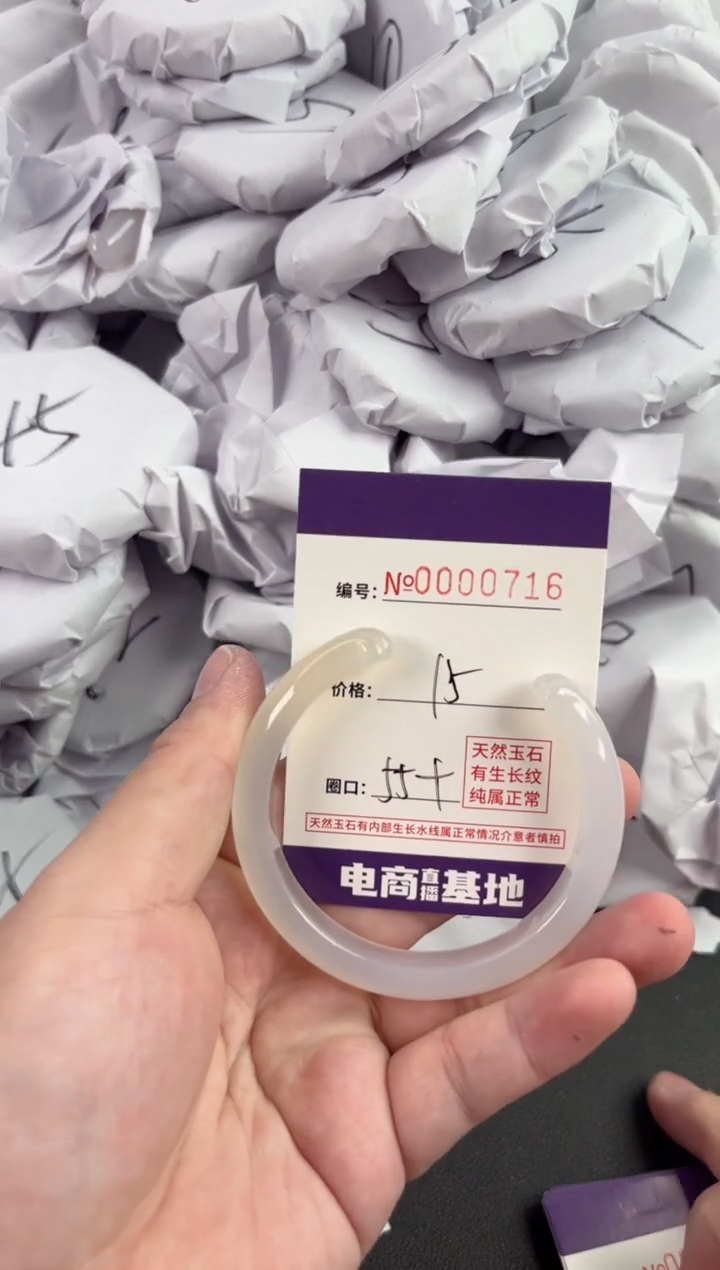 +5
编号: №0000716
价格: 15
圈口: 55+
天然玉石
有生长纹
纯属正常
天然玉石有内部生长水线属正常情况介意者慎拍
电商直播基地